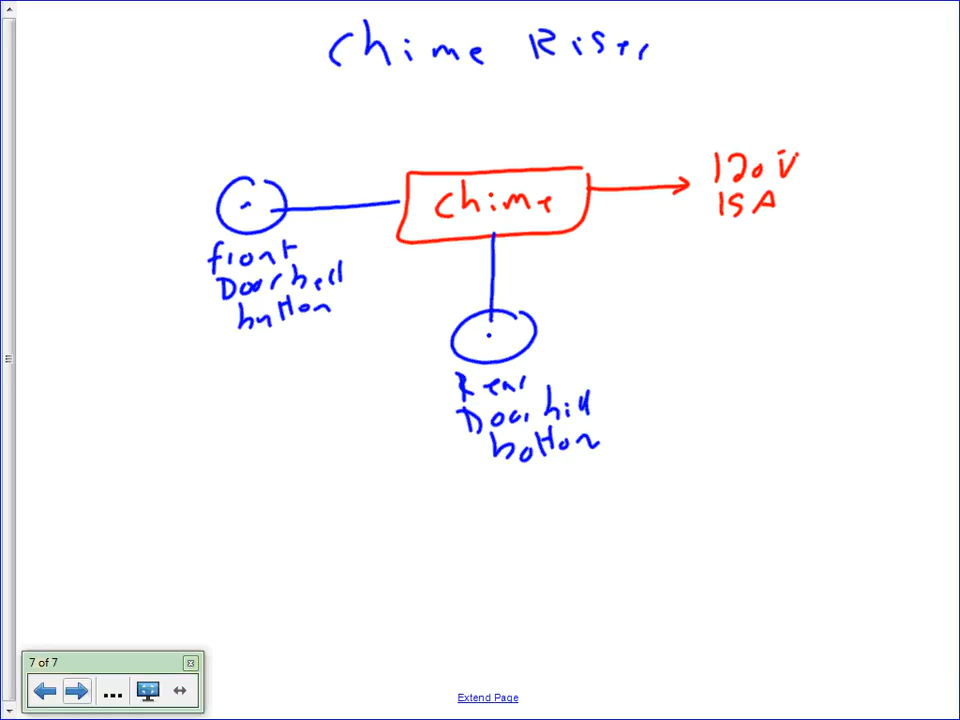 Chime Riser
120V
15A
Chime
front
Doorbell
button
Rear
Doorbell
button
7 of 7
...
Extend Page